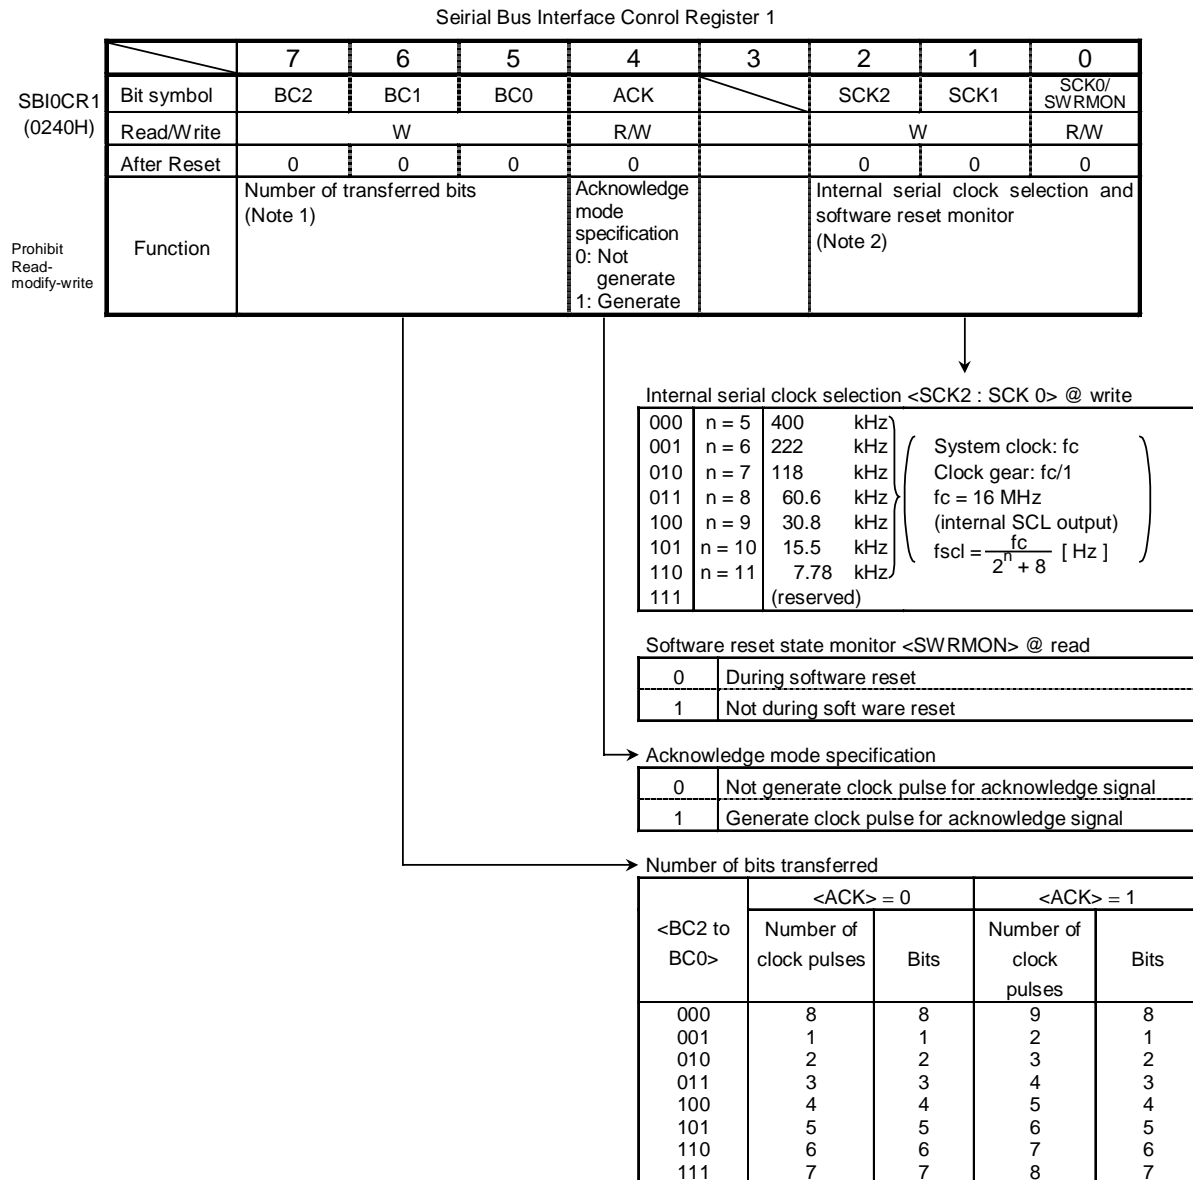 Seirial Bus Interface Conrol Register 1
7 6 5 4 3 2 1 0
SBI0CR1 (0240H)
Bit symbol BC2 BC1 BC0 ACK SCK2 SCK1 SCK0/ SWRMON
Read/Write W R/W W R/W
After Reset 0 0 0 0 0 0 0
Prohibit
Read-
modify-write
Function
Number of transferred bits
(Note 1)
Acknowledge
mode
specification
0: Not
generate
1: Generate
Internal serial clock selection and
software reset monitor
(Note 2)
Internal serial clock selection <SCK2 : SCK 0> @ write
000 n = 5 400 kHz
001 n = 6 222 kHz
010 n = 7 118 kHz
011 n = 8 60.6 kHz
100 n = 9 30.8 kHz
101 n = 10 15.5 kHz
110 n = 11 7.78 kHz
111 (reserved)
System clock: fc
Clock gear: fc/1
fc = 16 MHz
(internal SCL output)
fscl = fc / 2^n + 8 [ Hz ]
Software reset state monitor <SWRMON> @ read
0 During software reset
1 Not during soft ware reset
Acknowledge mode specification
0 Not generate clock pulse for acknowledge signal
1 Generate clock pulse for acknowledge signal
Number of bits transferred
<BC2 to
BC0>
<ACK> = 0 <ACK> = 1
Number of
clock pulses
Bits
Number of
clock
pulses
Bits
000 8 8 9 8
001 1 1 2 1
010 2 2 3 2
011 3 3 4 3
100 4 4 5 4
101 5 5 6 5
110 6 6 7 6
111 7 7 8 7